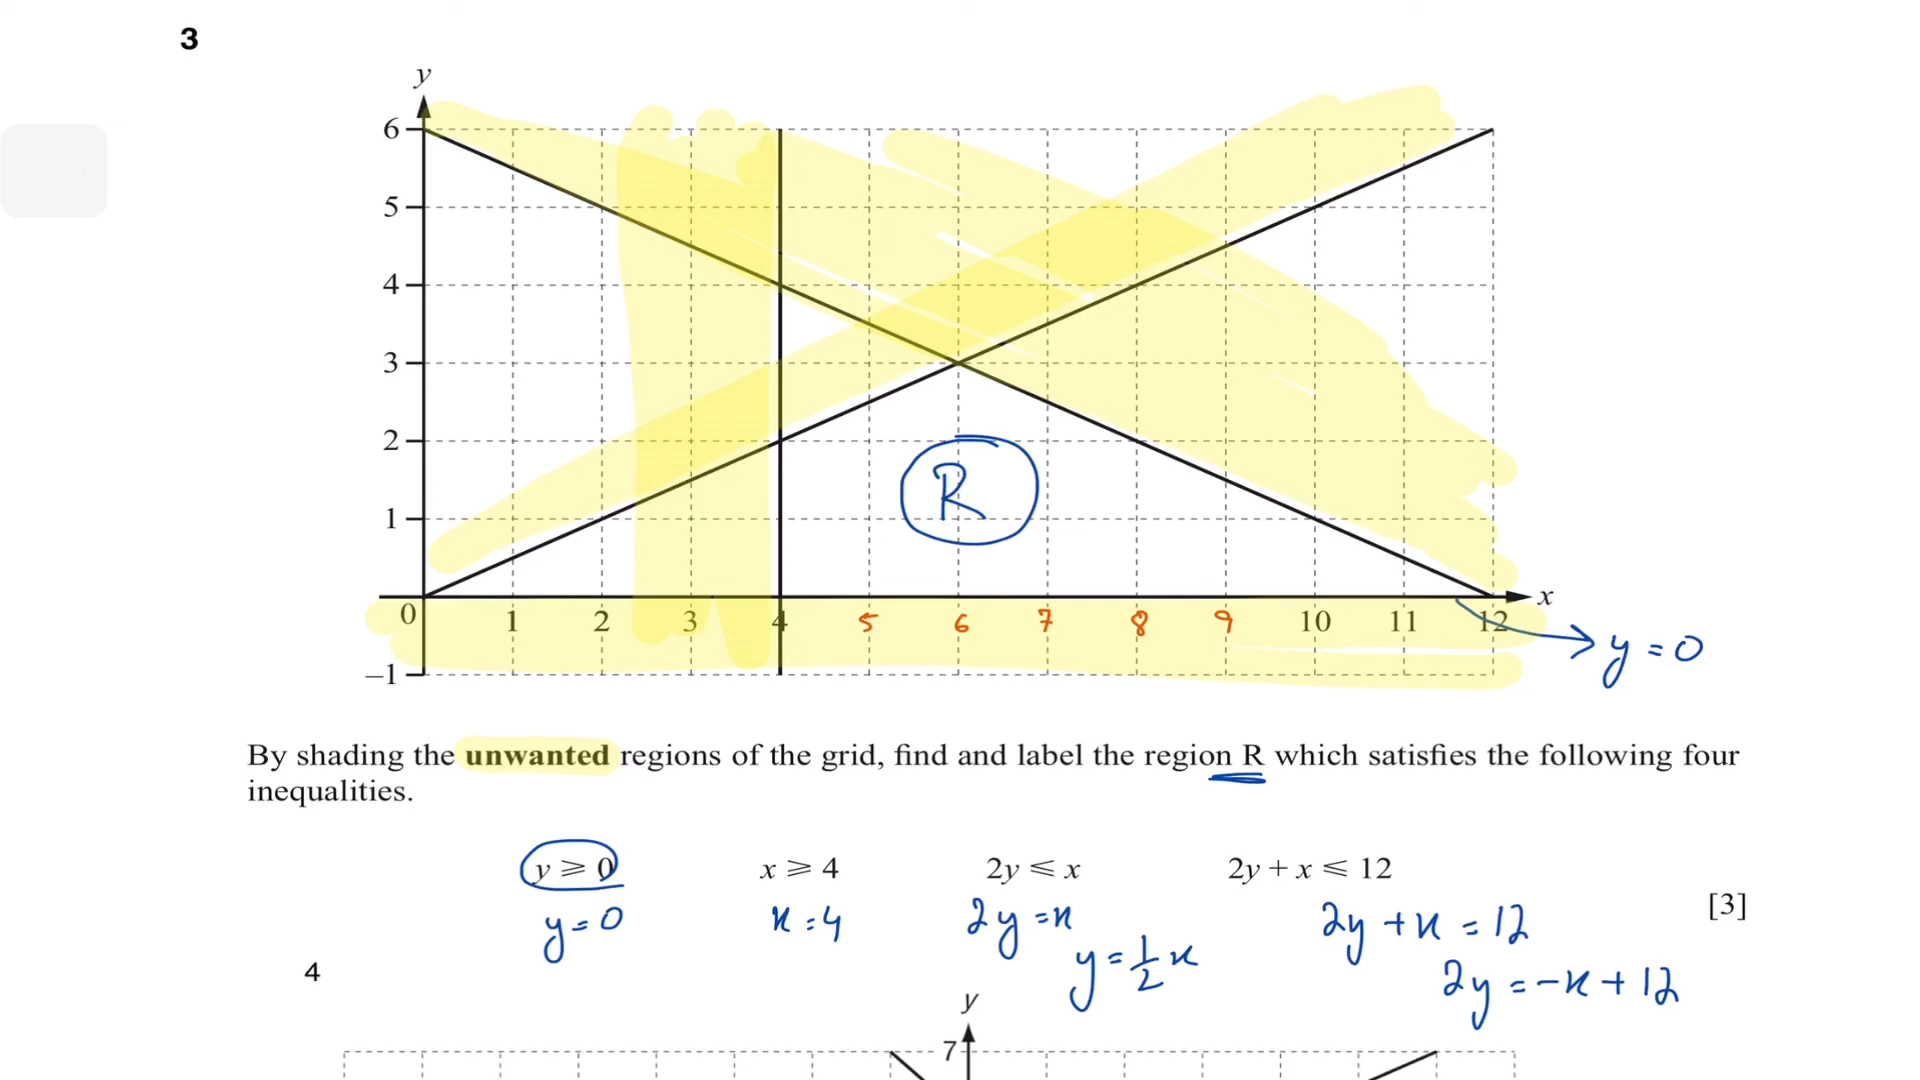 3
y
6
5
4
3
2
1
0
1 2 3 4 5 6 7 8 9 10 11 12 x
–1
R
y = 0
By shading the unwanted regions of the grid, find and label the region R which satisfies the following four
inequalities.
y ⩾ 0 x ⩾ 4 2y ⩽ x 2y + x ⩽ 12
[3]
y = 0 x = 4 2y = x 2y + x = 12
y = 1/2 x
2y = -x + 12
4
y
7